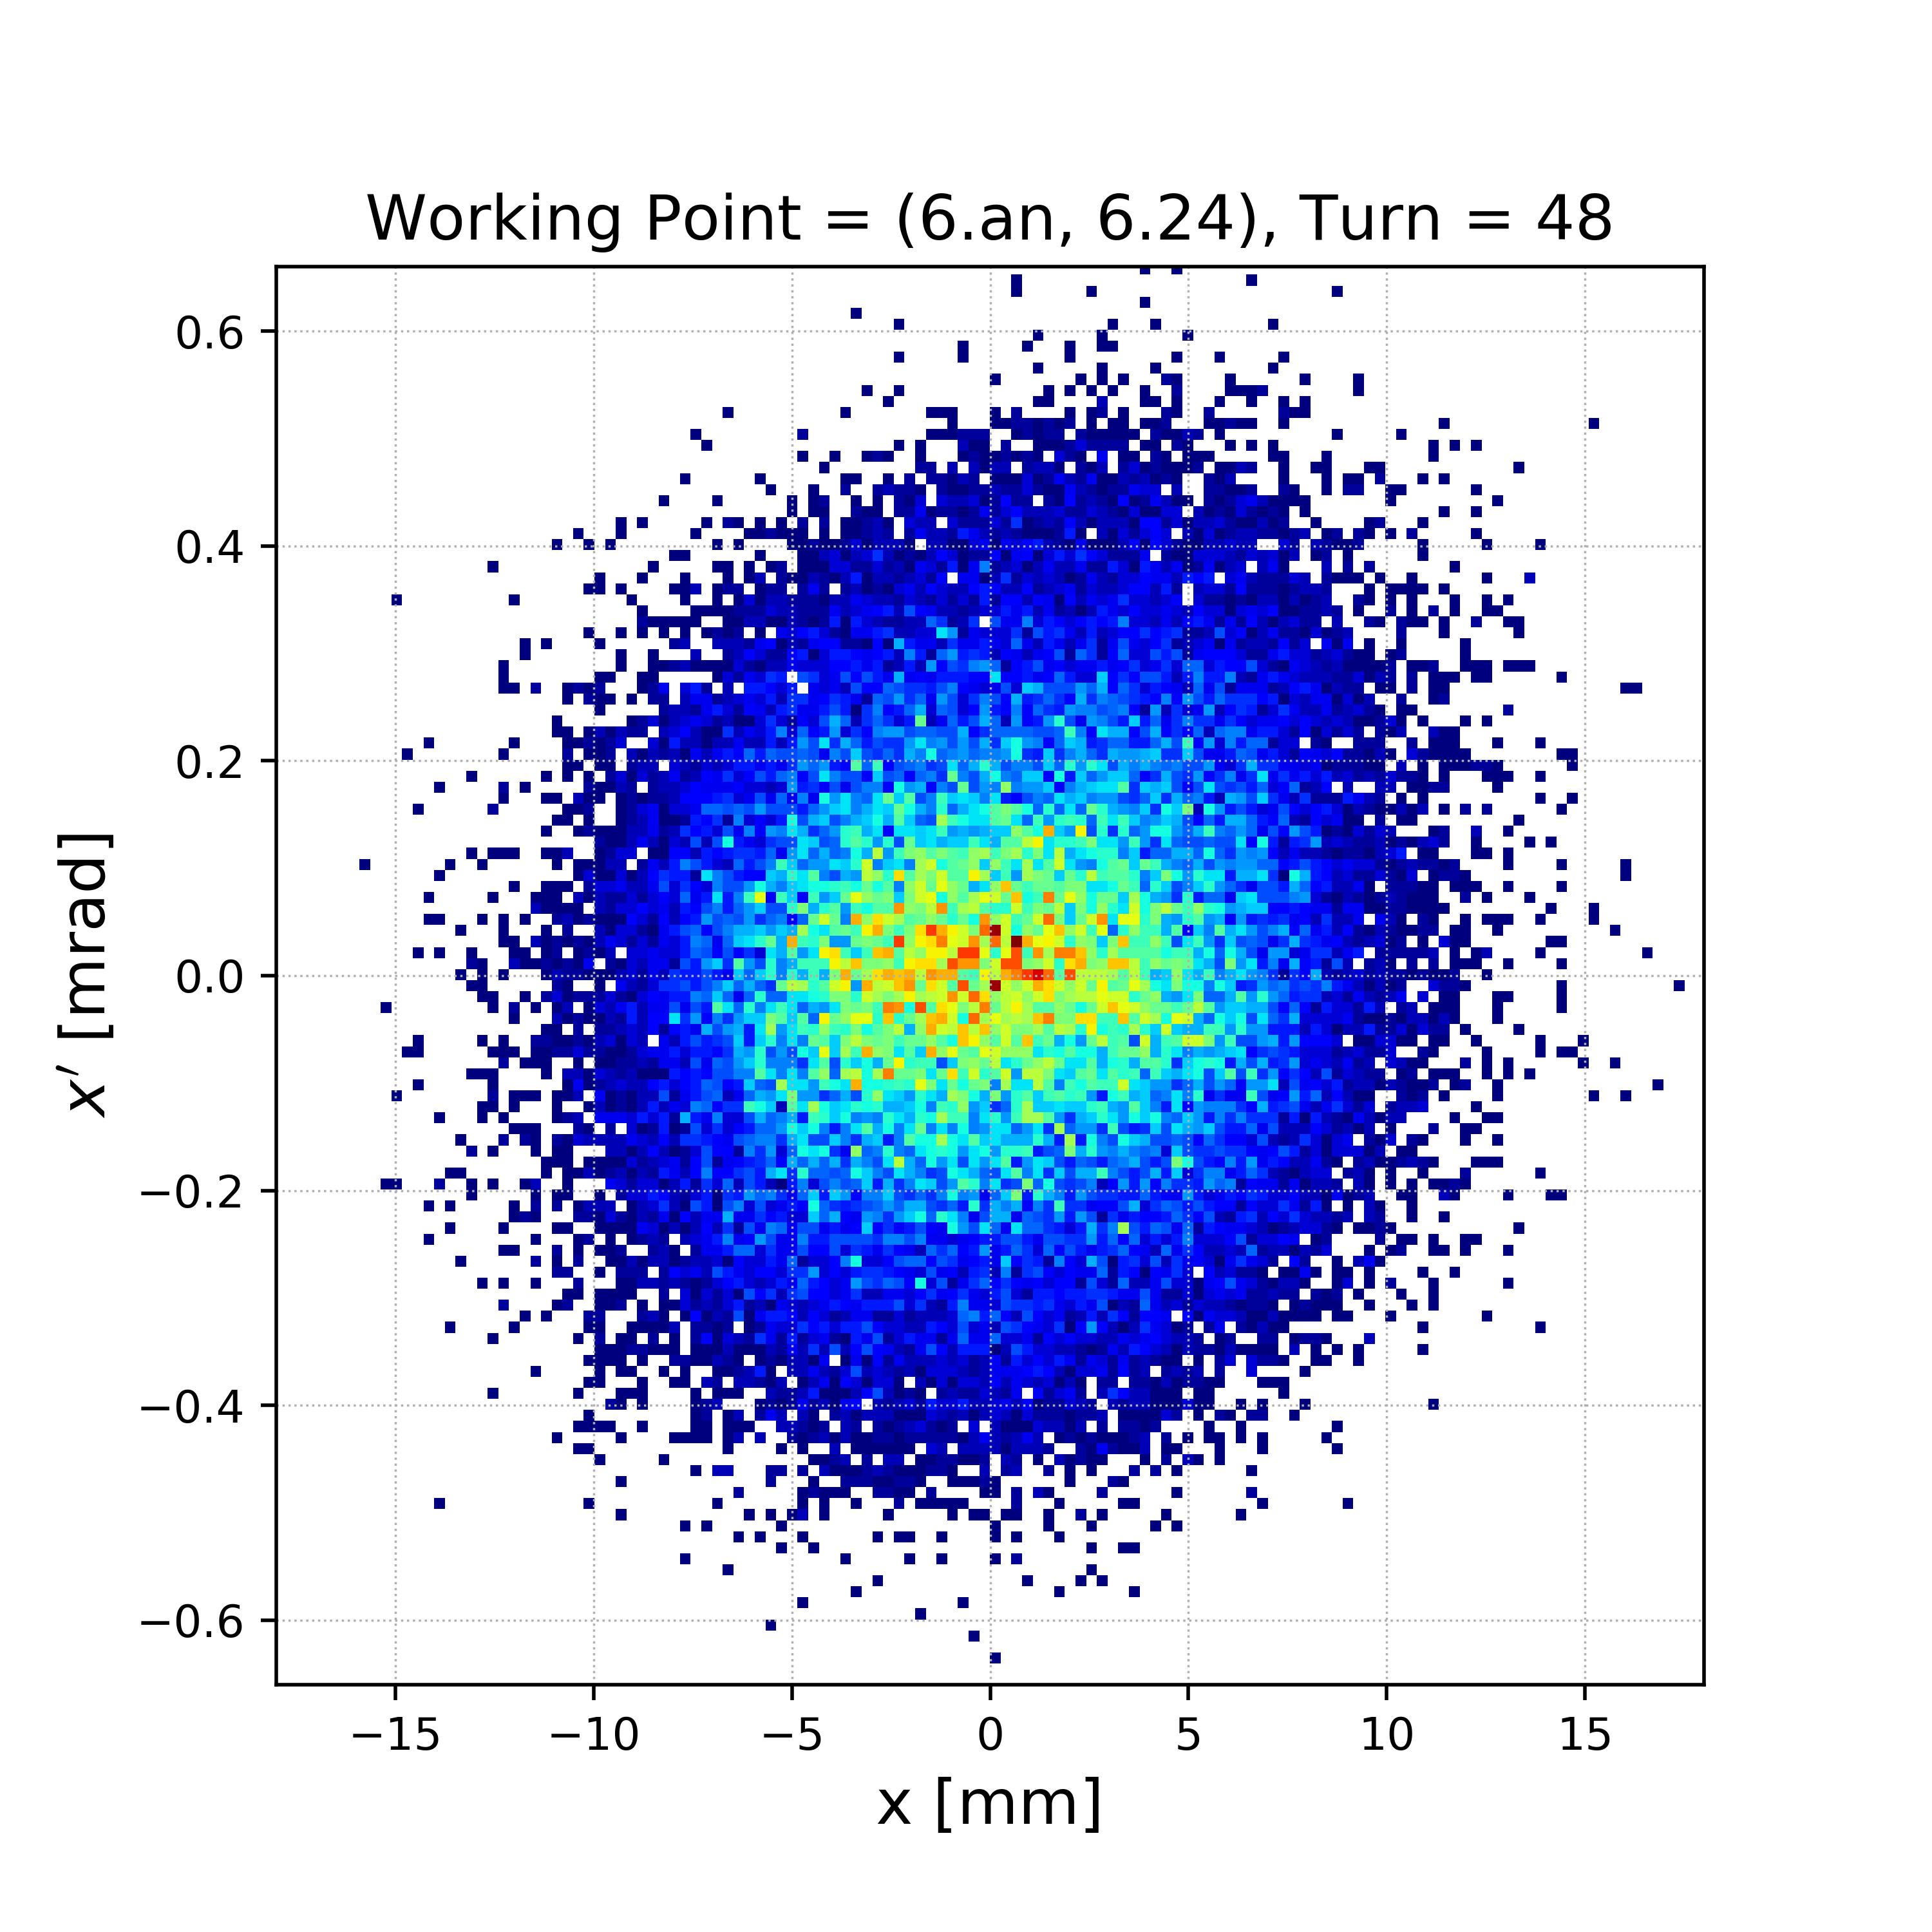 Working Point = (6.an, 6.24), Turn = 48
0.6
0.4
0.2
0.0
−0.2
−0.4
−0.6
x′ [mrad]
−15 −10 −5 0 5 10 15
x [mm]